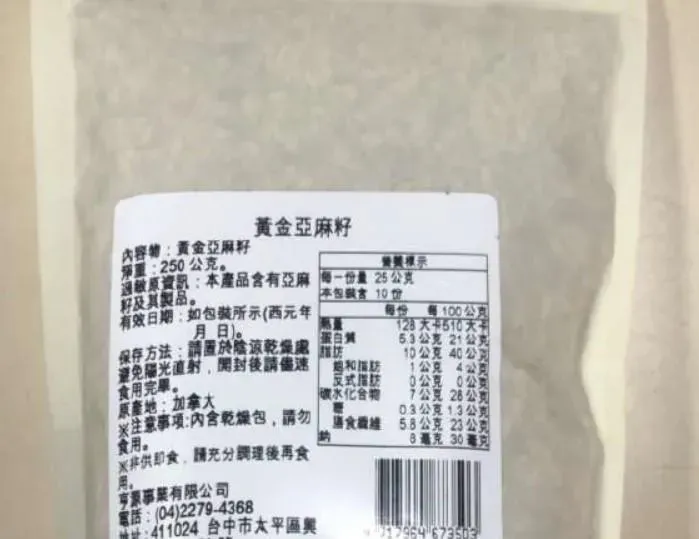 黃金亞麻籽
內容物：黃金亞麻籽
淨重：250 公克。
過敏原資訊：本產品含有亞麻
籽及其製品。
有效日期：如包裝所示(西元年
月 日)。
保存方法：請置於陰涼乾燥處
避免陽光直射，開封後請儘速
食用完畢。
原產地：加拿大
※注意事項:內含乾燥包，請勿
食用。
※非供即食，請充分調理後再食
用。
亨源事業有限公司
電話：(04)2279-4368
地址：411024 台中市太平區興
營養標示
每一份量 25 公克
本包裝含 10 份
每份 每 100 公克
熱量 128 大卡 510 大卡
蛋白質 5.3 公克 21 公克
脂肪 10 公克 40 公克
飽和脂肪 1 公克 4 公克
反式脂肪 0 公克 0 公克
碳水化合物 7 公克 28 公克
糖 0.3 公克 1.3 公克
膳食纖維 5.8 公克 23 公克
鈉 8 毫克 30 毫克